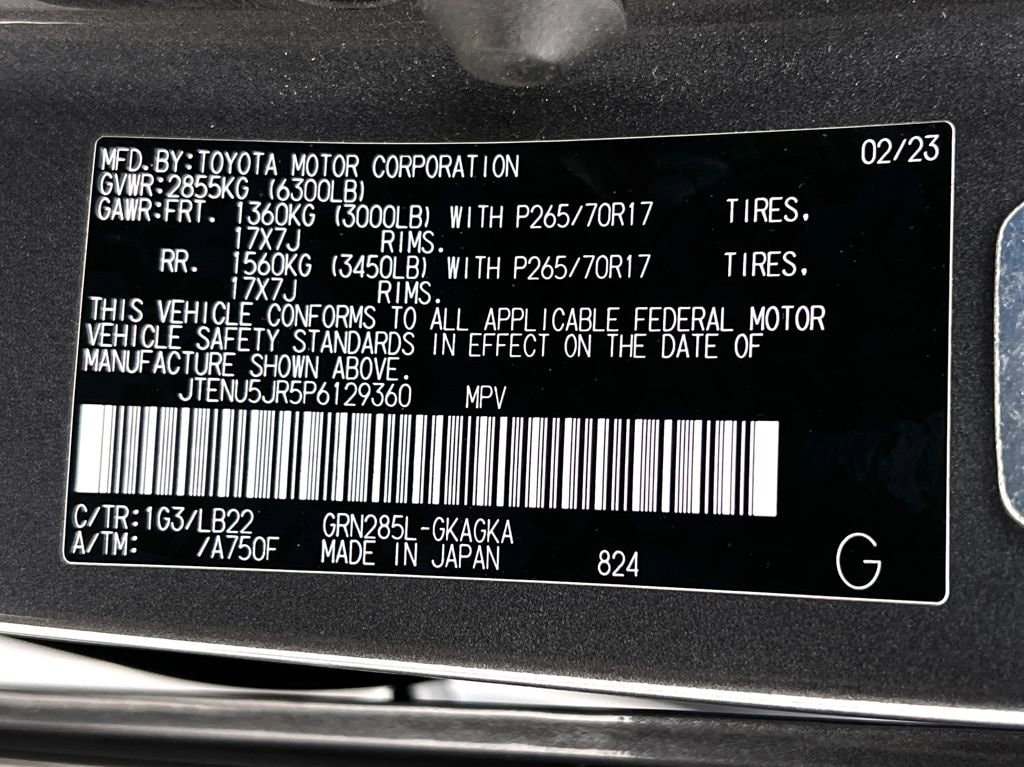 MFD.BY:TOYOTA MOTOR CORPORATION 02/23
GVWR:2855KG (6300LB)
GAWR:FRT. 1360KG (3000LB) WITH P265/70R17 TIRES,
17X7J RIMS.
RR. 1560KG (3450LB) WITH P265/70R17 TIRES,
17X7J RIMS.
THIS VEHICLE CONFORMS TO ALL APPLICABLE FEDERAL MOTOR
VEHICLE SAFETY STANDARDS IN EFFECT ON THE DATE OF
MANUFACTURE SHOWN ABOVE.
JTENU5JR5P6129360 MPV
C/TR:1G3/LB22 GRN285L-GKAGKA
A/TM: /A750F MADE IN JAPAN 824 G